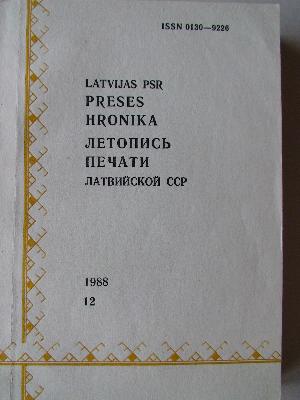 ISSN 0130—9226
LATVIJAS PSR
PRESES
HRONIKA
ЛЕТОПИСЬ
ПЕЧАТИ
ЛАТВИЙСКОЙ ССР
1988
12